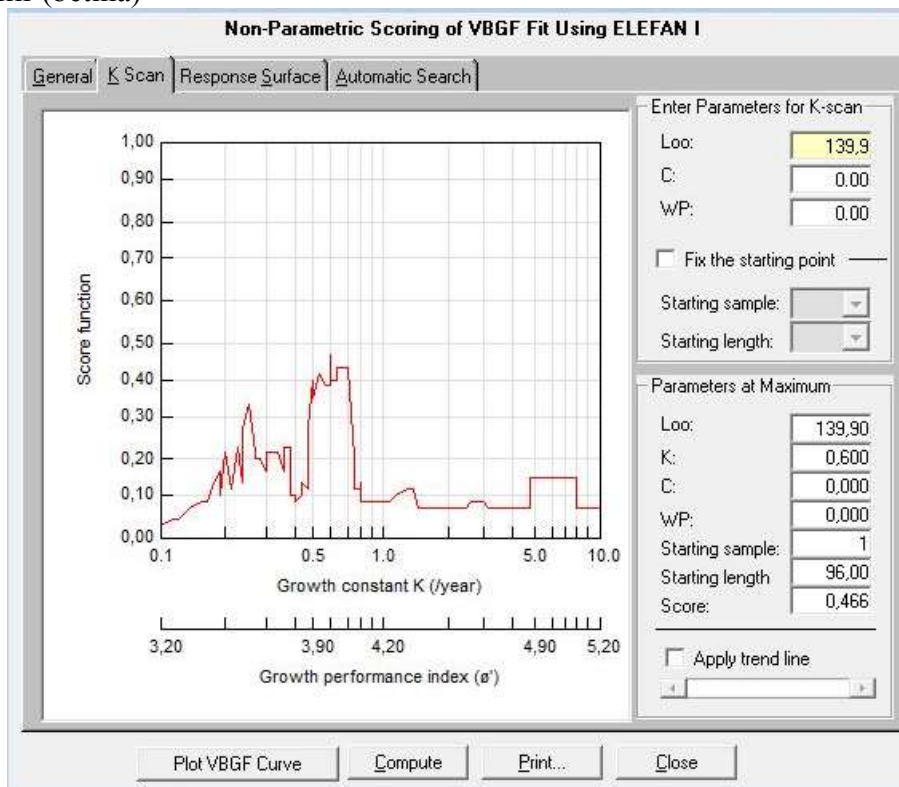 Non-Parametric Scoring of VBGF Fit Using ELEFAN I
General K Scan Response Surface Automatic Search
1,00
0,90
0,80
0,70
0,60
0,50
0,40
0,30
0,20
0,10
0,00
Score function
0.1 0.5 1.0 5.0 10.0
Growth constant K (/year)
3,20 3,90 4,20 4,90 5,20
Growth performance index (ø')
Enter Parameters for K-scan
Loo: 139,9
C: 0.00
WP: 0.00
Fix the starting point
Starting sample:
Starting length:
Parameters at Maximum
Loo: 139,90
K: 0,600
C: 0,000
WP: 0,000
Starting sample: 1
Starting length 96,00
Score: 0,466
Apply trend line
Plot VBGF Curve Compute Print... Close